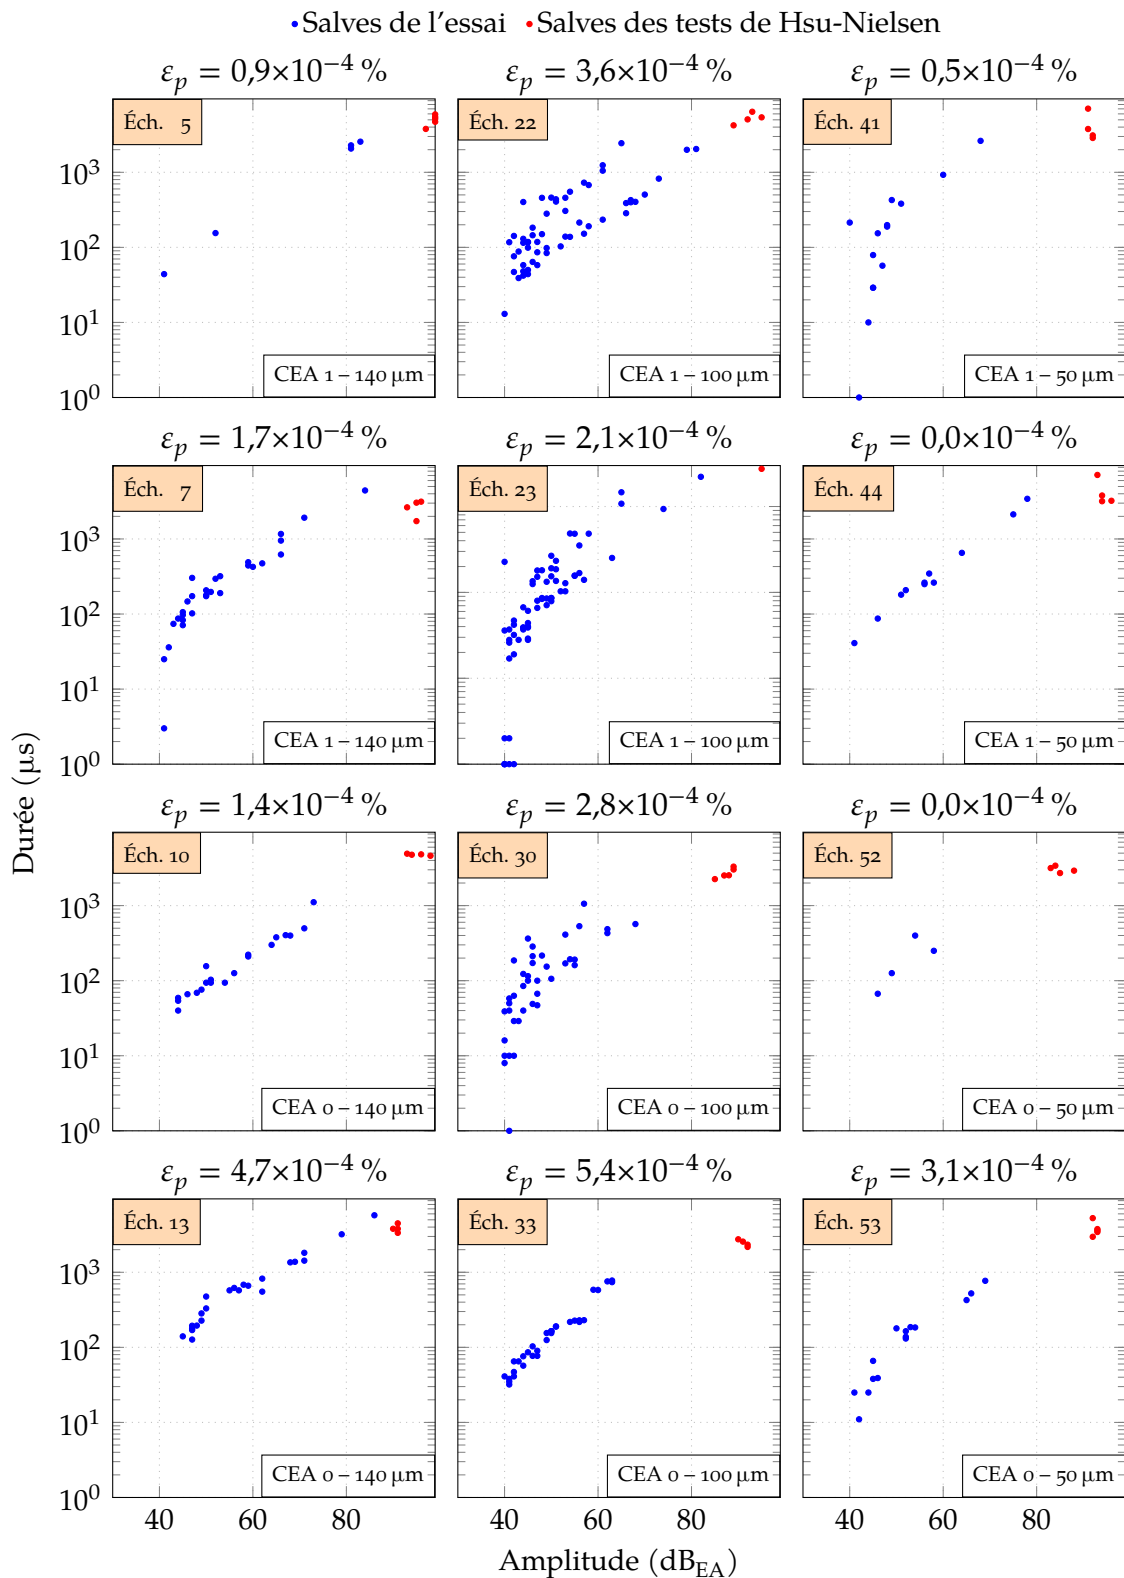 Salves de l'essai Salves des tests de Hsu-Nielsen
εp = 0,9×10⁻⁴ % εp = 3,6×10⁻⁴ % εp = 0,5×10⁻⁴ %
Éch. 5 Éch. 22 Éch. 41
10³
10²
10¹
CEA 1 – 140 μm CEA 1 – 100 μm CEA 1 – 50 μm
10⁰
εp = 1,7×10⁻⁴ % εp = 2,1×10⁻⁴ % εp = 0,0×10⁻⁴ %
Éch. 7 Éch. 23 Éch. 44
10³
10²
10¹
CEA 1 – 140 μm CEA 1 – 100 μm CEA 1 – 50 μm
10⁰
Durée (μs)
εp = 1,4×10⁻⁴ % εp = 2,8×10⁻⁴ % εp = 0,0×10⁻⁴ %
Éch. 10 Éch. 30 Éch. 52
10³
10²
10¹
CEA 0 – 140 μm CEA 0 – 100 μm CEA 0 – 50 μm
10⁰
εp = 4,7×10⁻⁴ % εp = 5,4×10⁻⁴ % εp = 3,1×10⁻⁴ %
Éch. 13 Éch. 33 Éch. 53
10³
10²
10¹
CEA 0 – 140 μm CEA 0 – 100 μm CEA 0 – 50 μm
10⁰
40 60 80 40 60 80 40 60 80
Amplitude (dB_EA)